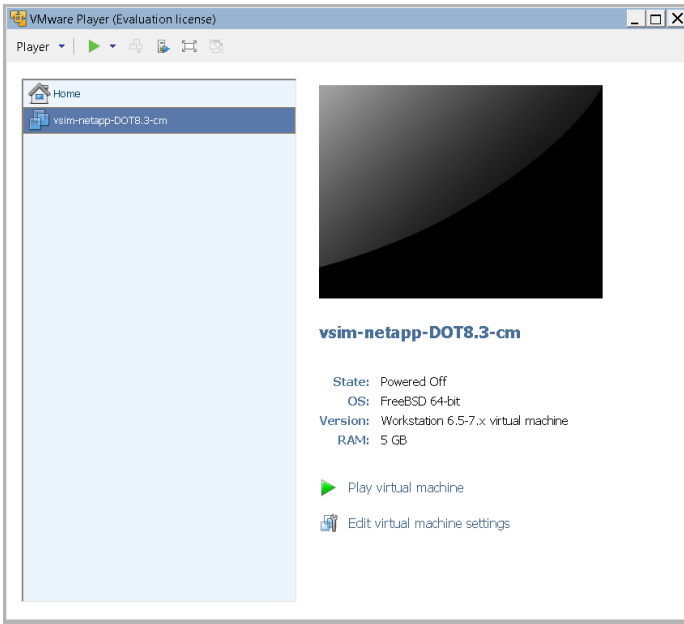 VMware Player (Evaluation license)
Player
Home
vsim-netapp-DOT8.3-cm
vsim-netapp-DOT8.3-cm
State: Powered Off
OS: FreeBSD 64-bit
Version: Workstation 6.5-7.x virtual machine
RAM: 5 GB
Play virtual machine
Edit virtual machine settings